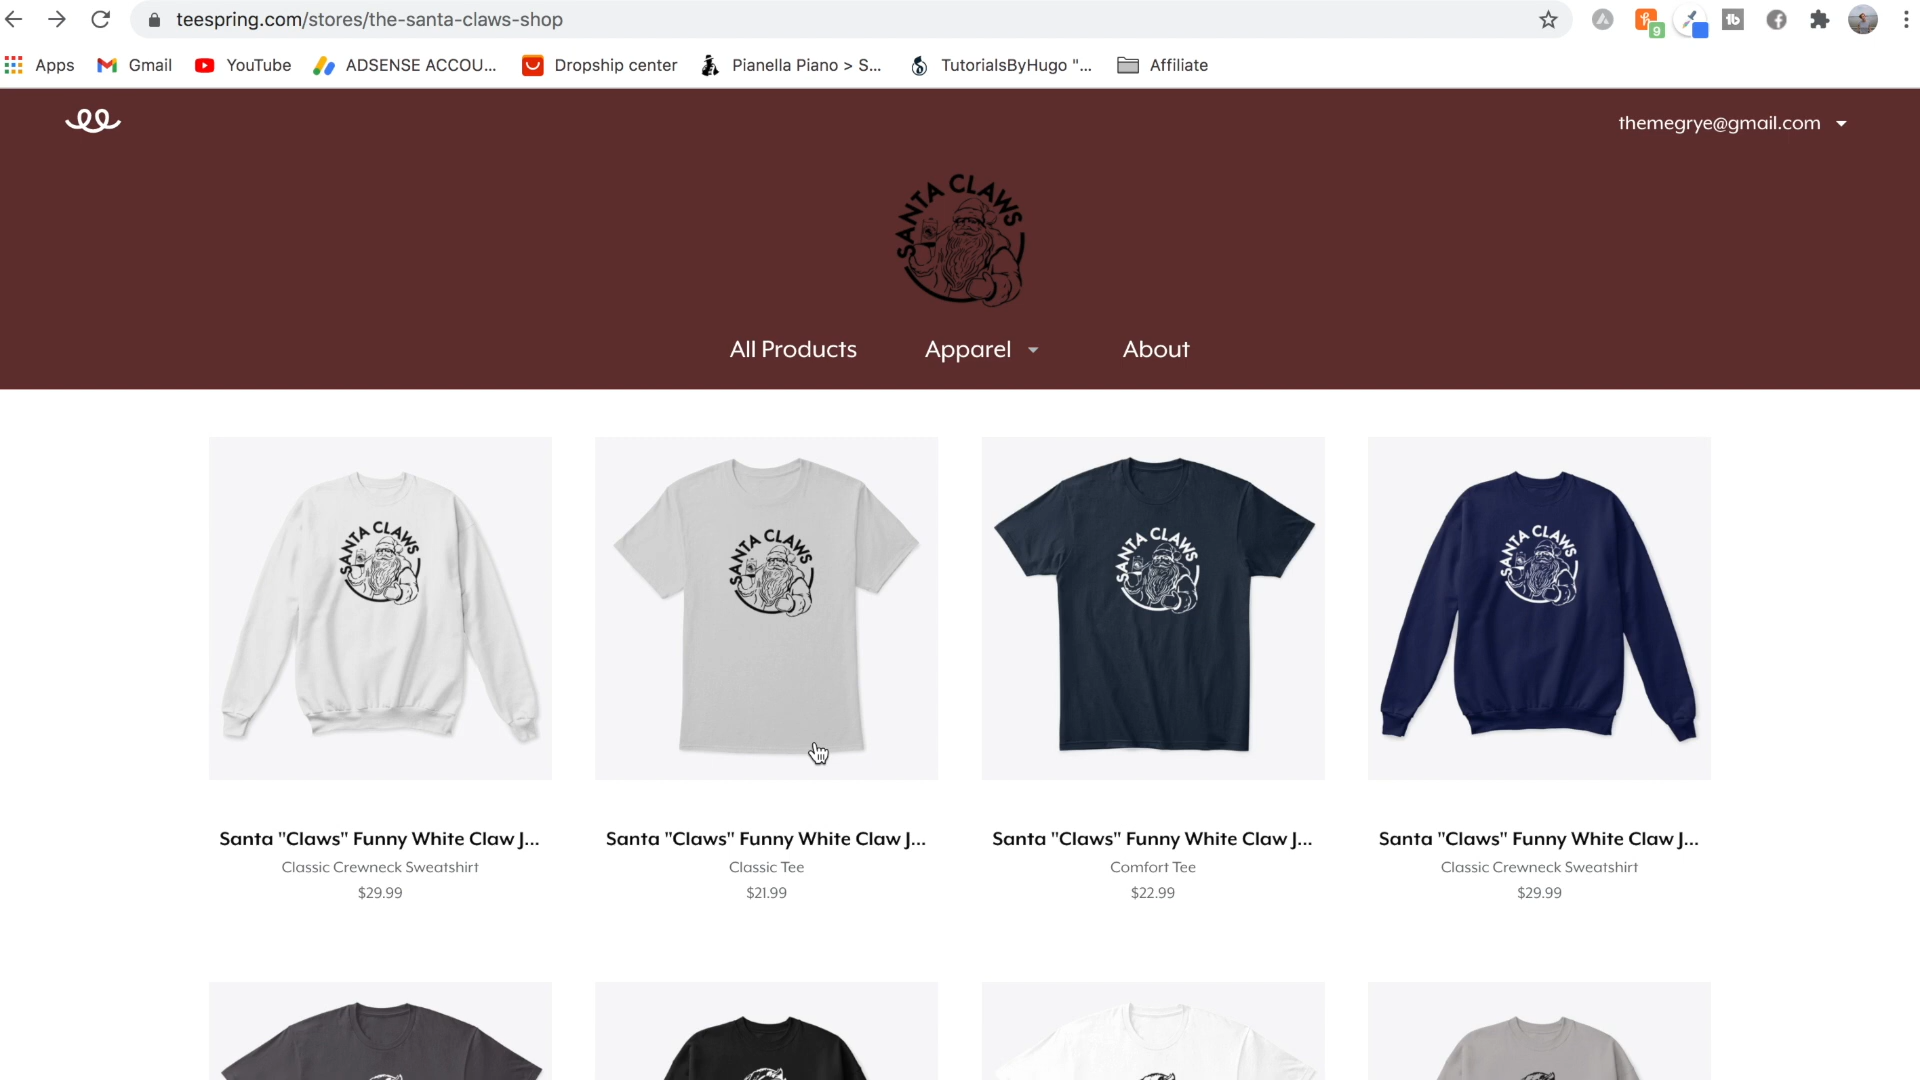 teespring.com/stores/the-santa-claws-shop
9
tb
Apps
Gmail
YouTube
ADSENSE ACCOU...
Dropship center
Pianella Piano > S...
TutorialsByHugo "...
Affiliate
themegrye@gmail.com
SANTA CLAWS
All Products
Apparel
About
SANTA CLAWS
SANTA CLAWS
SANTA CLAWS
SANTA CLAWS
Santa "Claws" Funny White Claw J...
Classic Crewneck Sweatshirt
$29.99
Santa "Claws" Funny White Claw J...
Classic Tee
$21.99
Santa "Claws" Funny White Claw J...
Comfort Tee
$22.99
Santa "Claws" Funny White Claw J...
Classic Crewneck Sweatshirt
$29.99